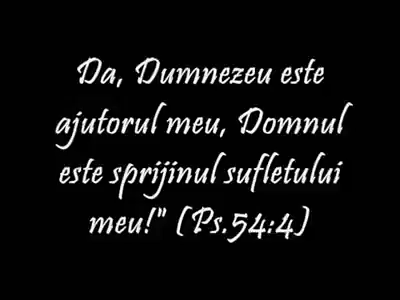 Da, Dumnezeu este
ajutorul meu, Domnul
este sprijinul sufletului
meu!" (Ps.54:4)